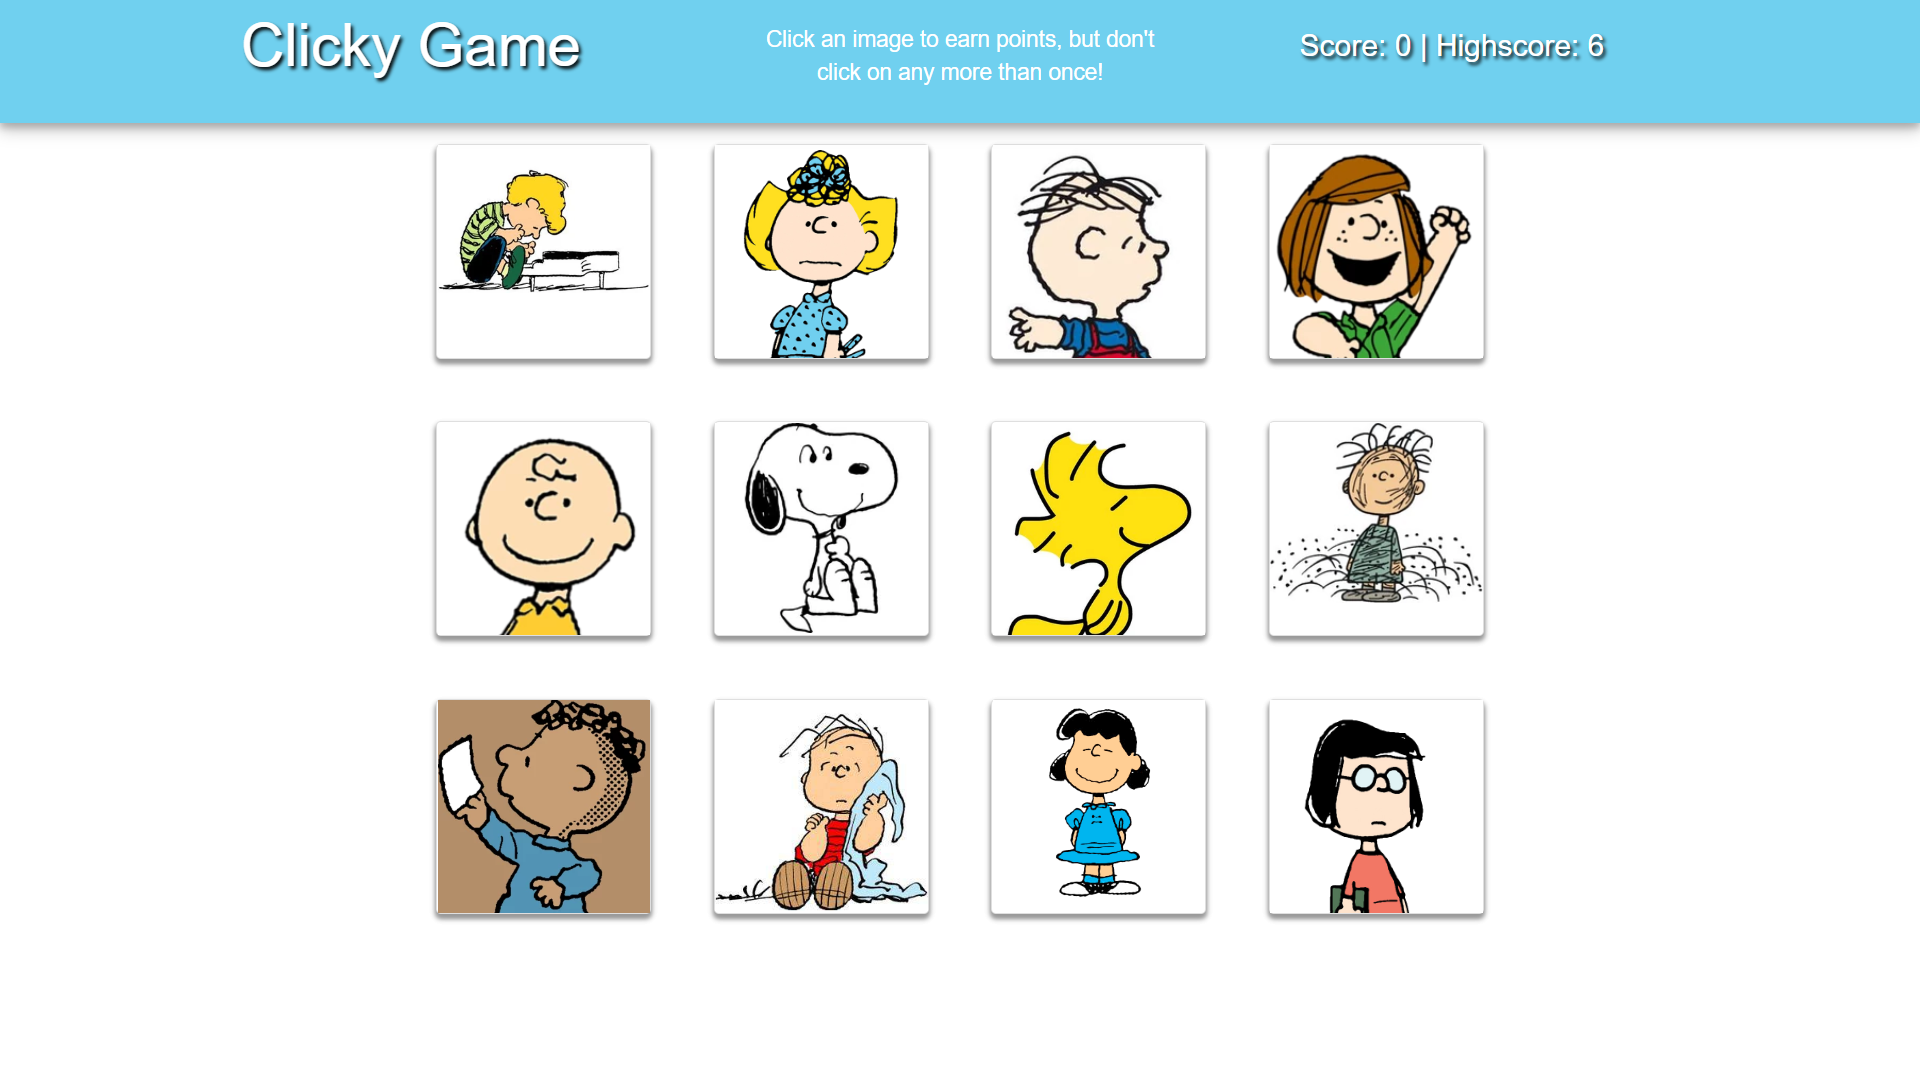 Clicky Game
Click an image to earn points, but don't
click on any more than once!
Score: 0 | Highscore: 6